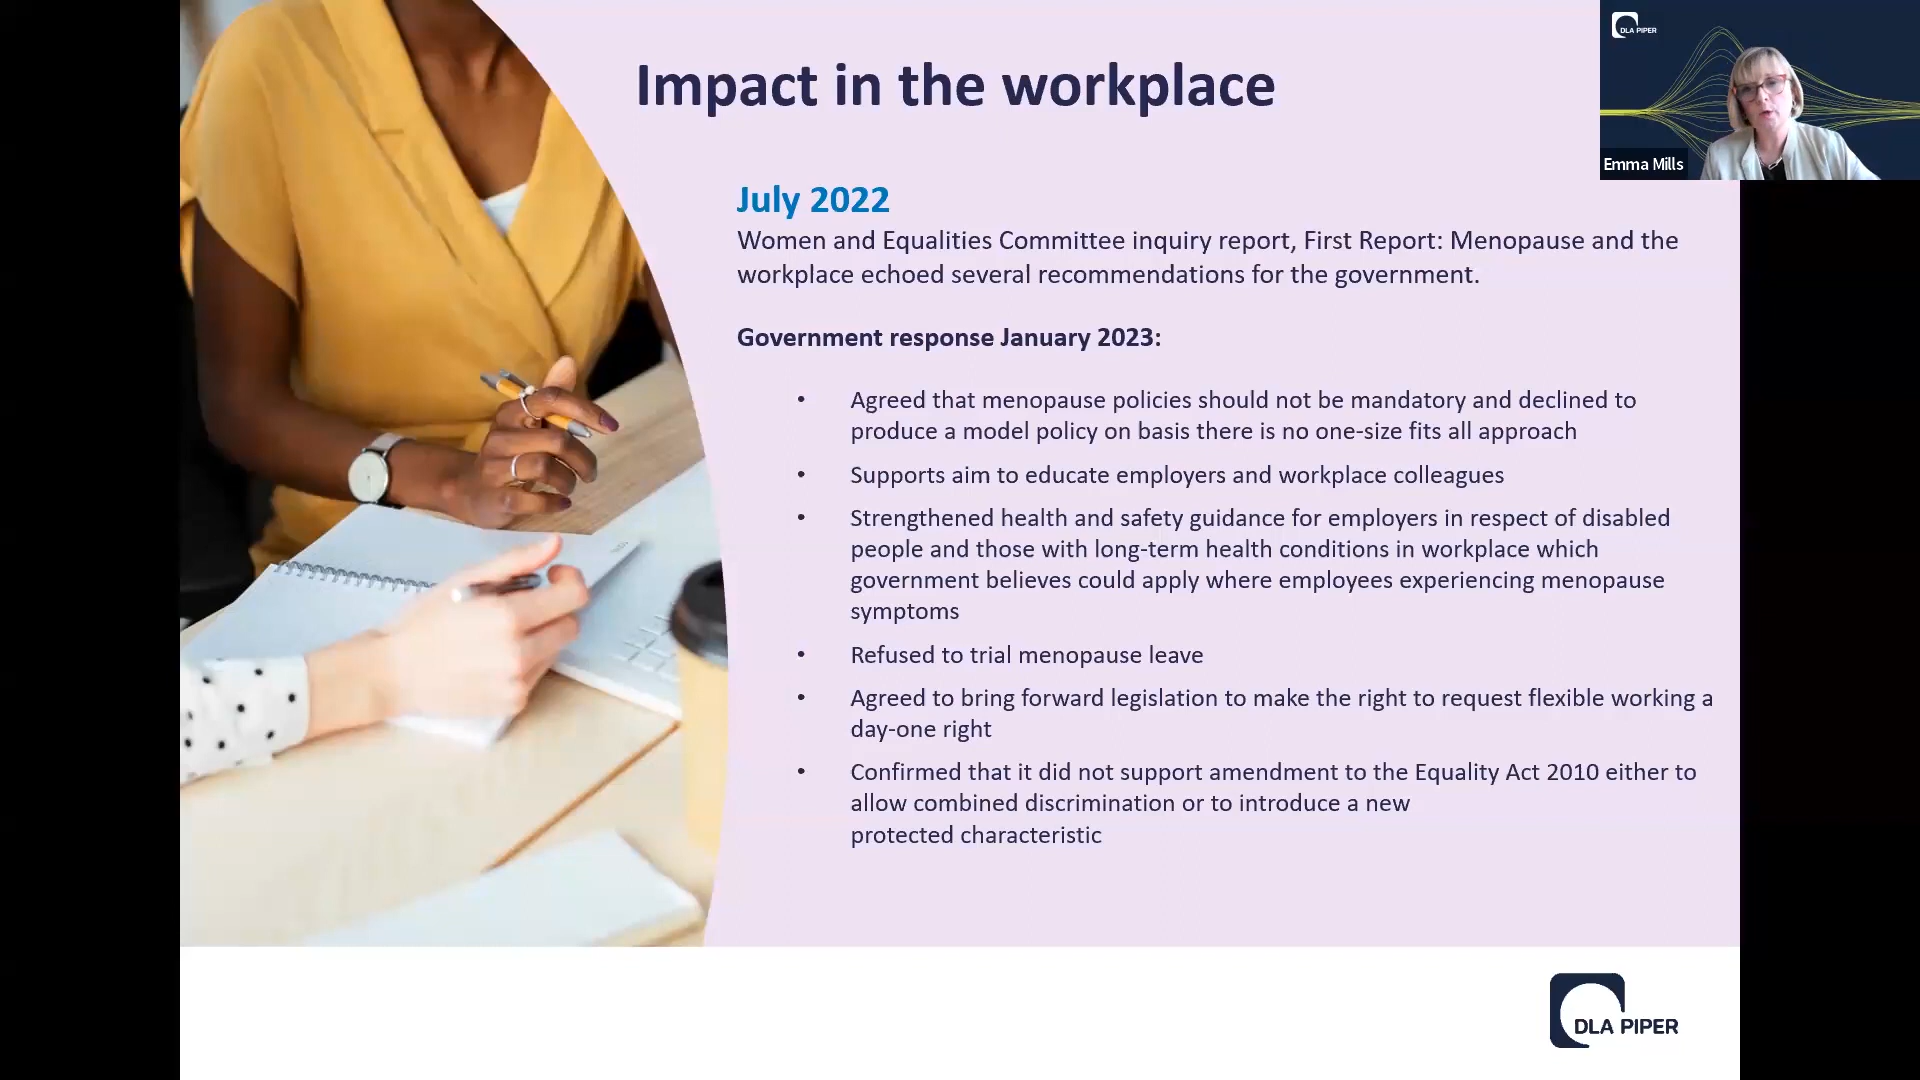 Impact in the workplace
DLA PIPER
Emma Mills
July 2022
Women and Equalities Committee inquiry report, First Report: Menopause and the
workplace echoed several recommendations for the government.
Government response January 2023:
• Agreed that menopause policies should not be mandatory and declined to
produce a model policy on basis there is no one-size fits all approach
• Supports aim to educate employers and workplace colleagues
• Strengthened health and safety guidance for employers in respect of disabled
people and those with long-term health conditions in workplace which
government believes could apply where employees experiencing menopause
symptoms
• Refused to trial menopause leave
• Agreed to bring forward legislation to make the right to request flexible working a
day-one right
• Confirmed that it did not support amendment to the Equality Act 2010 either to
allow combined discrimination or to introduce a new
protected characteristic
DLA PIPER